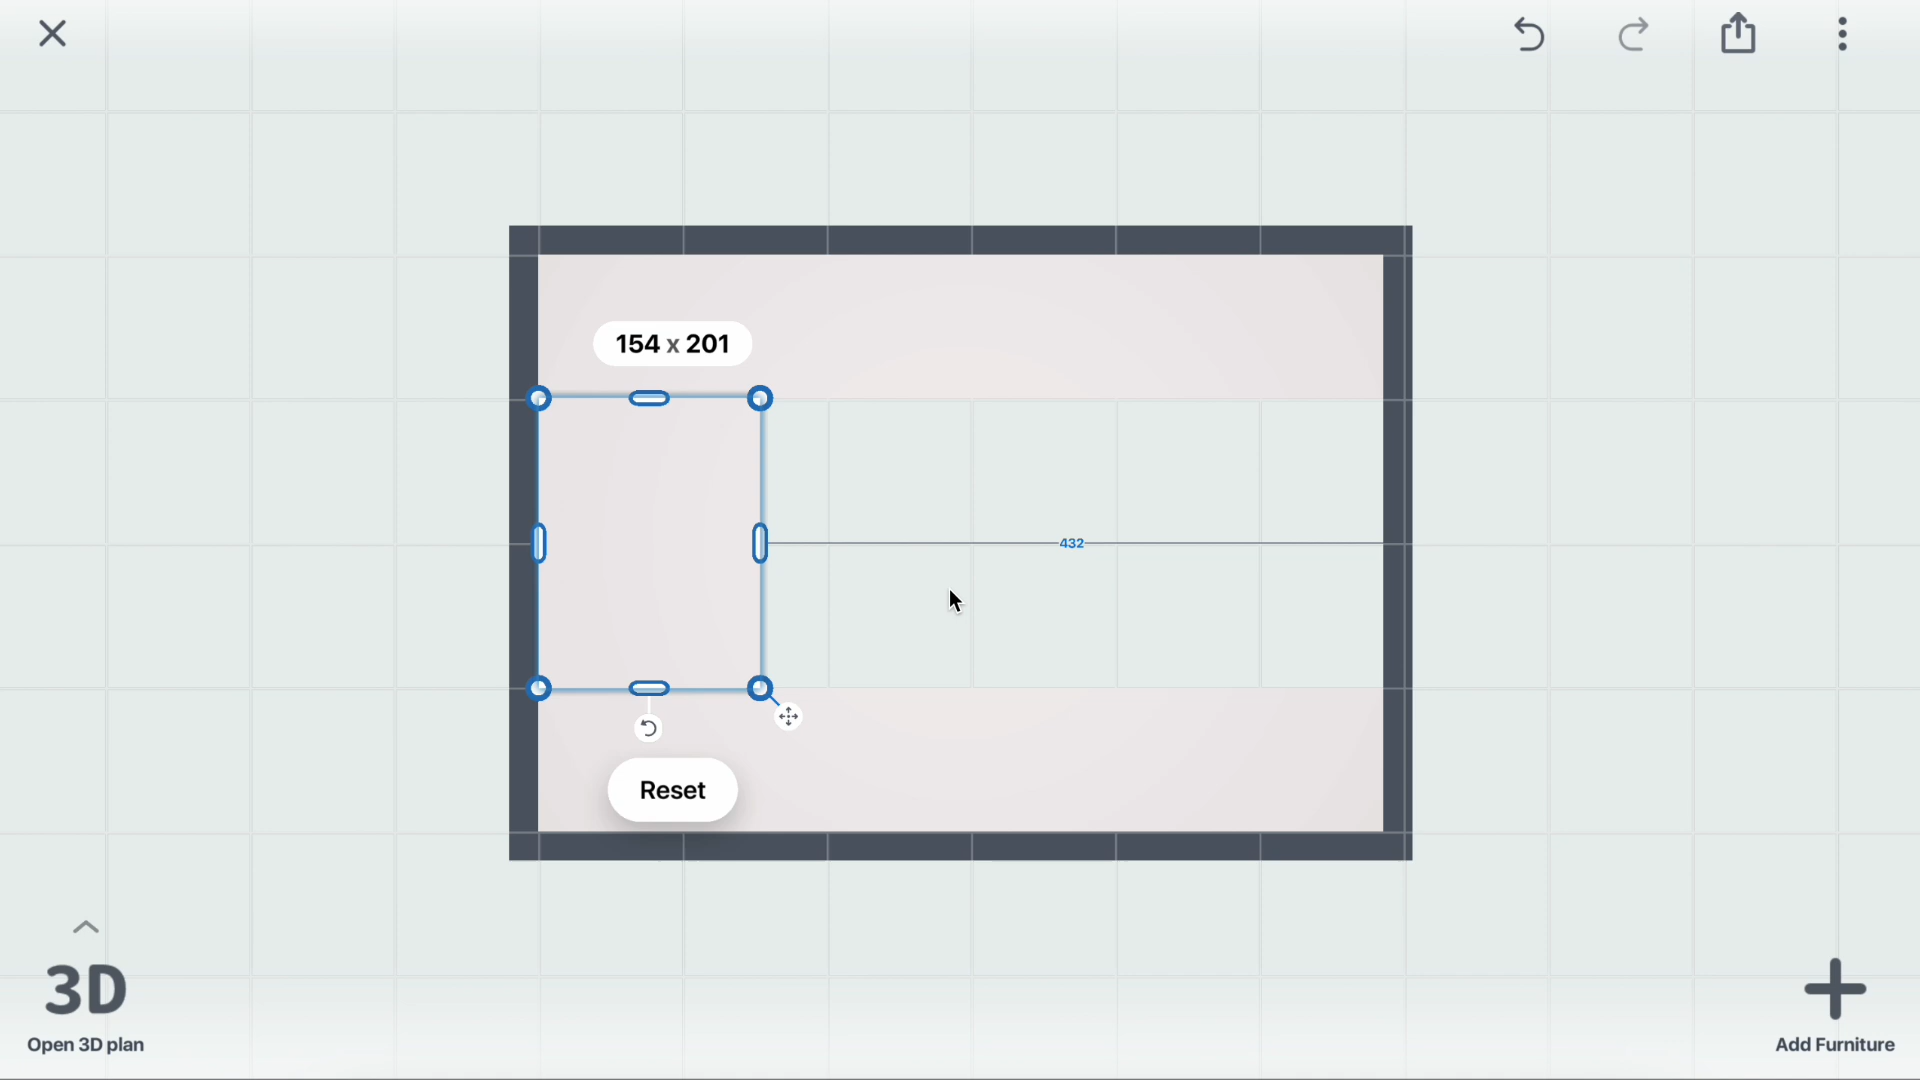 154 x 201
432
Reset
3D
Open 3D plan
Add Furniture